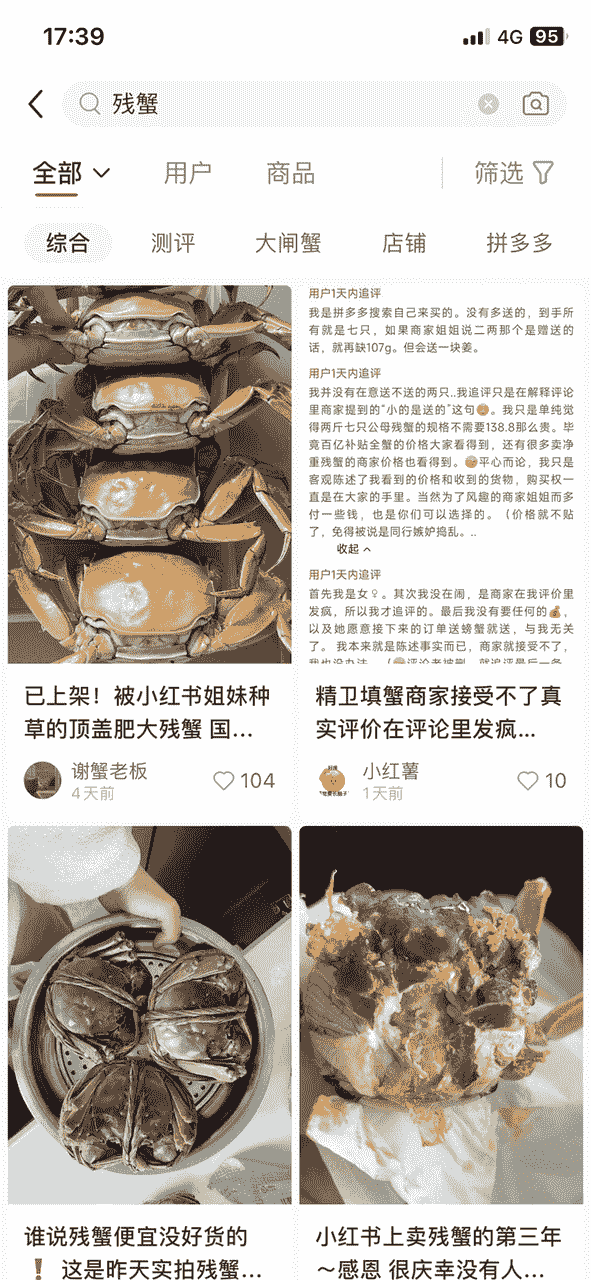 17:39
4G 95
残蟹
全部
用户
商品
筛选
综合
测评
大闸蟹
店铺
拼多多
用户1天内追评
我是拼多多搜索自己来买的。没有多送的，到手所
有就是七只，如果商家姐姐说二两那个是赠送的
话，就再缺107g。但会送一块姜。
用户1天内追评
我并没有在意送不送的两只..我追评只是在解释评论
里商家提到的“小的是送的”这句。我只是单纯觉
得两斤七只公母残蟹的规格不需要138.8那么贵。毕
竟百亿补贴全蟹的价格大家看得到，还有很多卖净
重残蟹的商家价格也看得到。平心而论，我只是
客观陈述了我看到的价格和收到的货物，购买权一
直是在大家的手里。当然为了风趣的商家姐姐而多
付一些钱，也是你们可以选择的。（价格就不贴
了，免得被说是同行嫉妒捣乱。..
收起
用户1天内追评
首先我是女♀。其次我没在闹，是商家在我评价里
发疯，所以我才追评的。最后我没有要任何的💰，
以及她愿意接下来的订单送螃蟹就送，与我无关
了。我本来就是陈述事实而已，商家就接受不了，
已上架！被小红书姐妹种
草的顶盖肥大残蟹 国...
谢蟹老板
4天前
104
精卫填蟹商家接受不了真
实评价在评论里发疯...
小红薯
1天前
10
谁说残蟹便宜没好货的
❗ 这是昨天实拍残蟹...
小红书上卖残蟹的第三年
～感恩 很庆幸没有人...